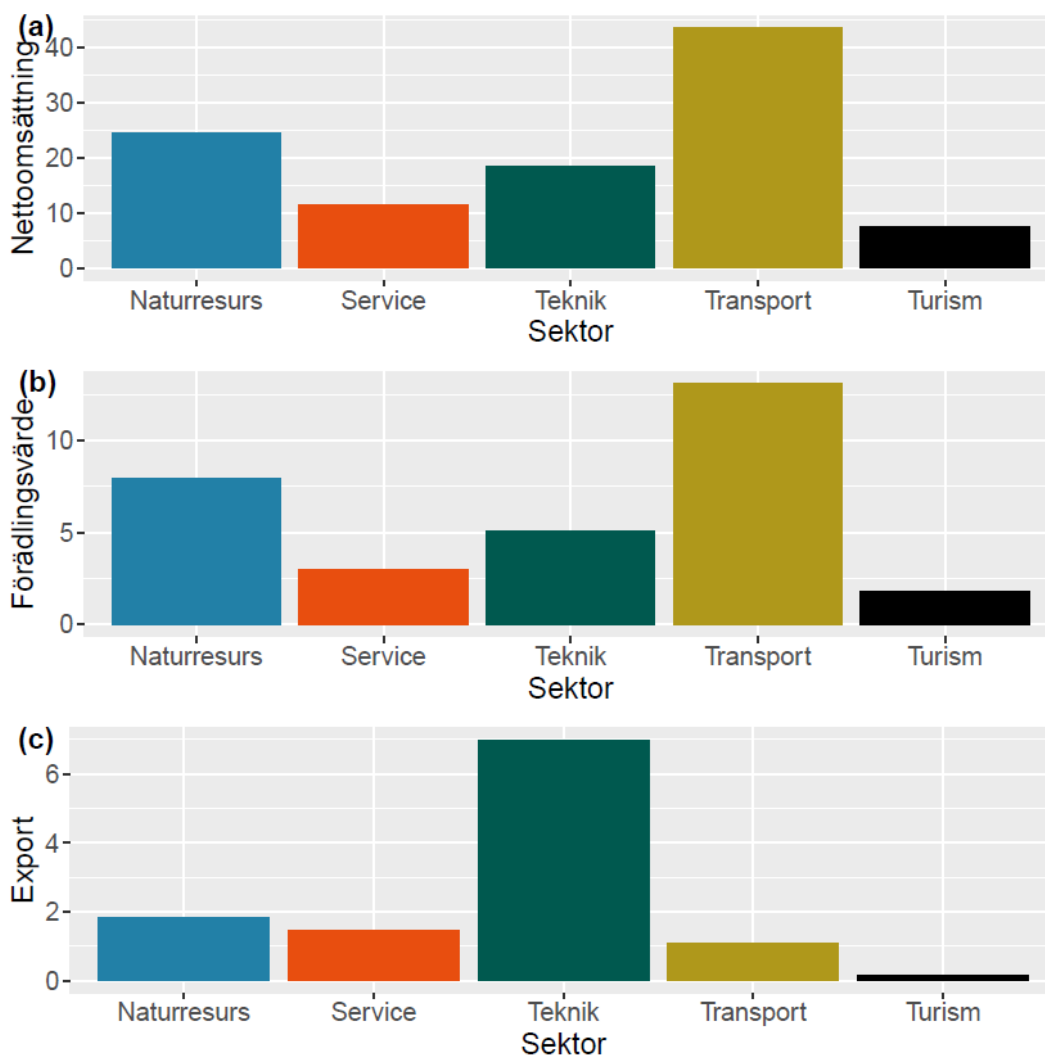 (a)
Nettoomsättning
40
30
20
10
0
Naturresurs Service Teknik Transport Turism
Sektor
(b)
Förädlingsvärde
10
5
0
Naturresurs Service Teknik Transport Turism
Sektor
(c)
Export
6
4
2
0
Naturresurs Service Teknik Transport Turism
Sektor